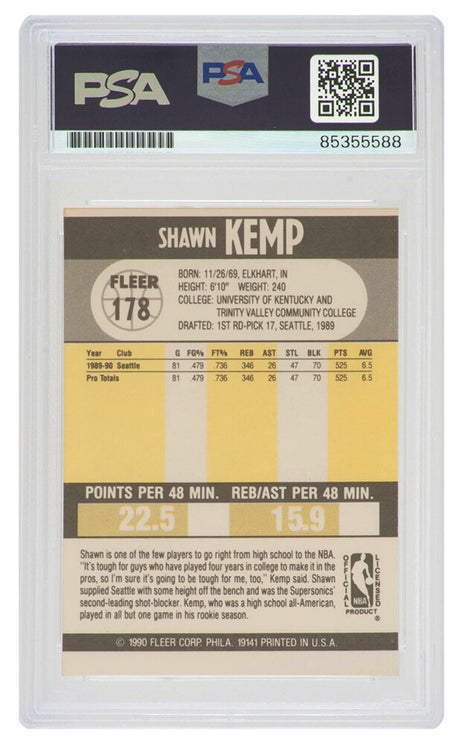 PSA
PSA
85355588
SHAWN KEMP
FLEER
178
BORN: 11/26/69, ELKHART, IN
HEIGHT: 6'10" WEIGHT: 240
COLLEGE: UNIVERSITY OF KENTUCKY AND
TRINITY VALLEY COMMUNITY COLLEGE
DRAFTED: 1ST RD-PICK 17, SEATTLE, 1989
Year Club G FG% FT% REB AST STL BLK PTS AVG
1989-90 Seattle 81 .479 .736 346 26 47 70 525 6.5
Pro Totals 81 .479 .736 346 26 47 70 525 6.5
POINTS PER 48 MIN. REB/AST PER 48 MIN.
22.5 15.9
Shawn is one of the few players to go right from high school to the NBA.
"It's tough for guys who have played four years in college to make it in the
pros, so I'm sure it's going to be tough for me, too," Kemp said. Shawn
supplied Seattle with some height off the bench and was the Supersonics'
second-leading shot-blocker. Kemp, who was a high school all-American,
played in all but one game in his rookie season.
OFFICIAL
LICENSED
NBA
PRODUCT
®
© 1990 FLEER CORP. PHILA. 19141 PRINTED IN U.S.A.